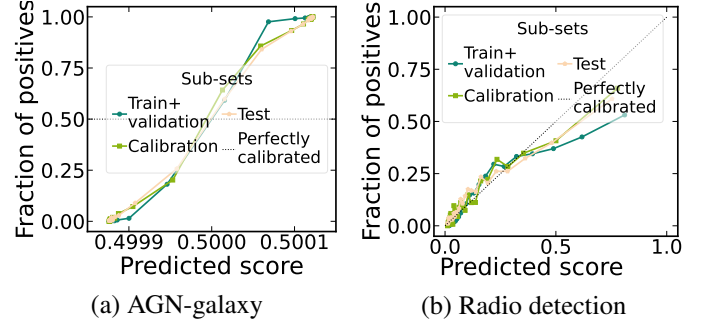 Fraction of positives
1.00
0.75
0.50
0.25
0.00
Sub-sets
Train+
validation
Test
Calibration
Perfectly
calibrated
0.4999
0.5000
0.5001
Predicted score
(a) AGN-galaxy
Fraction of positives
1.00
0.75
0.50
0.25
0.00
Sub-sets
Train+
validation
Test
Calibration
Perfectly
calibrated
0.0
0.5
1.0
Predicted score
(b) Radio detection